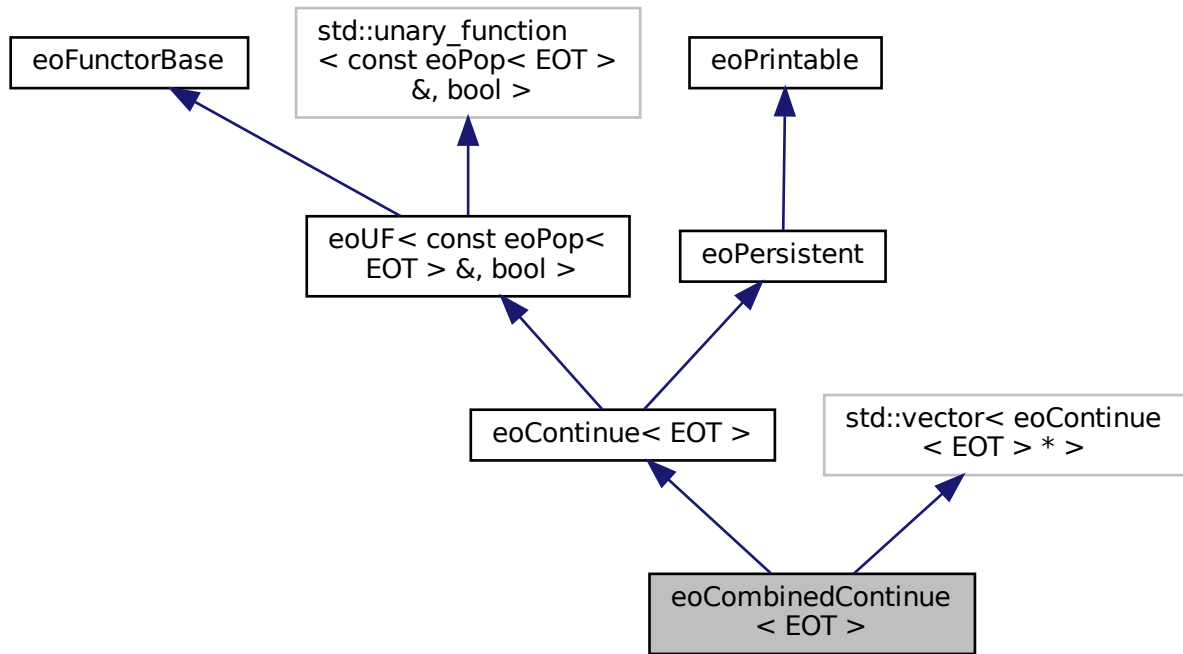 eoFunctorBase
std::unary_function
< const eoPop< EOT >
&, bool >
eoPrintable
eoUF< const eoPop<
EOT > &, bool >
eoPersistent
eoContinue< EOT >
std::vector< eoContinue
< EOT > * >
eoCombinedContinue
< EOT >